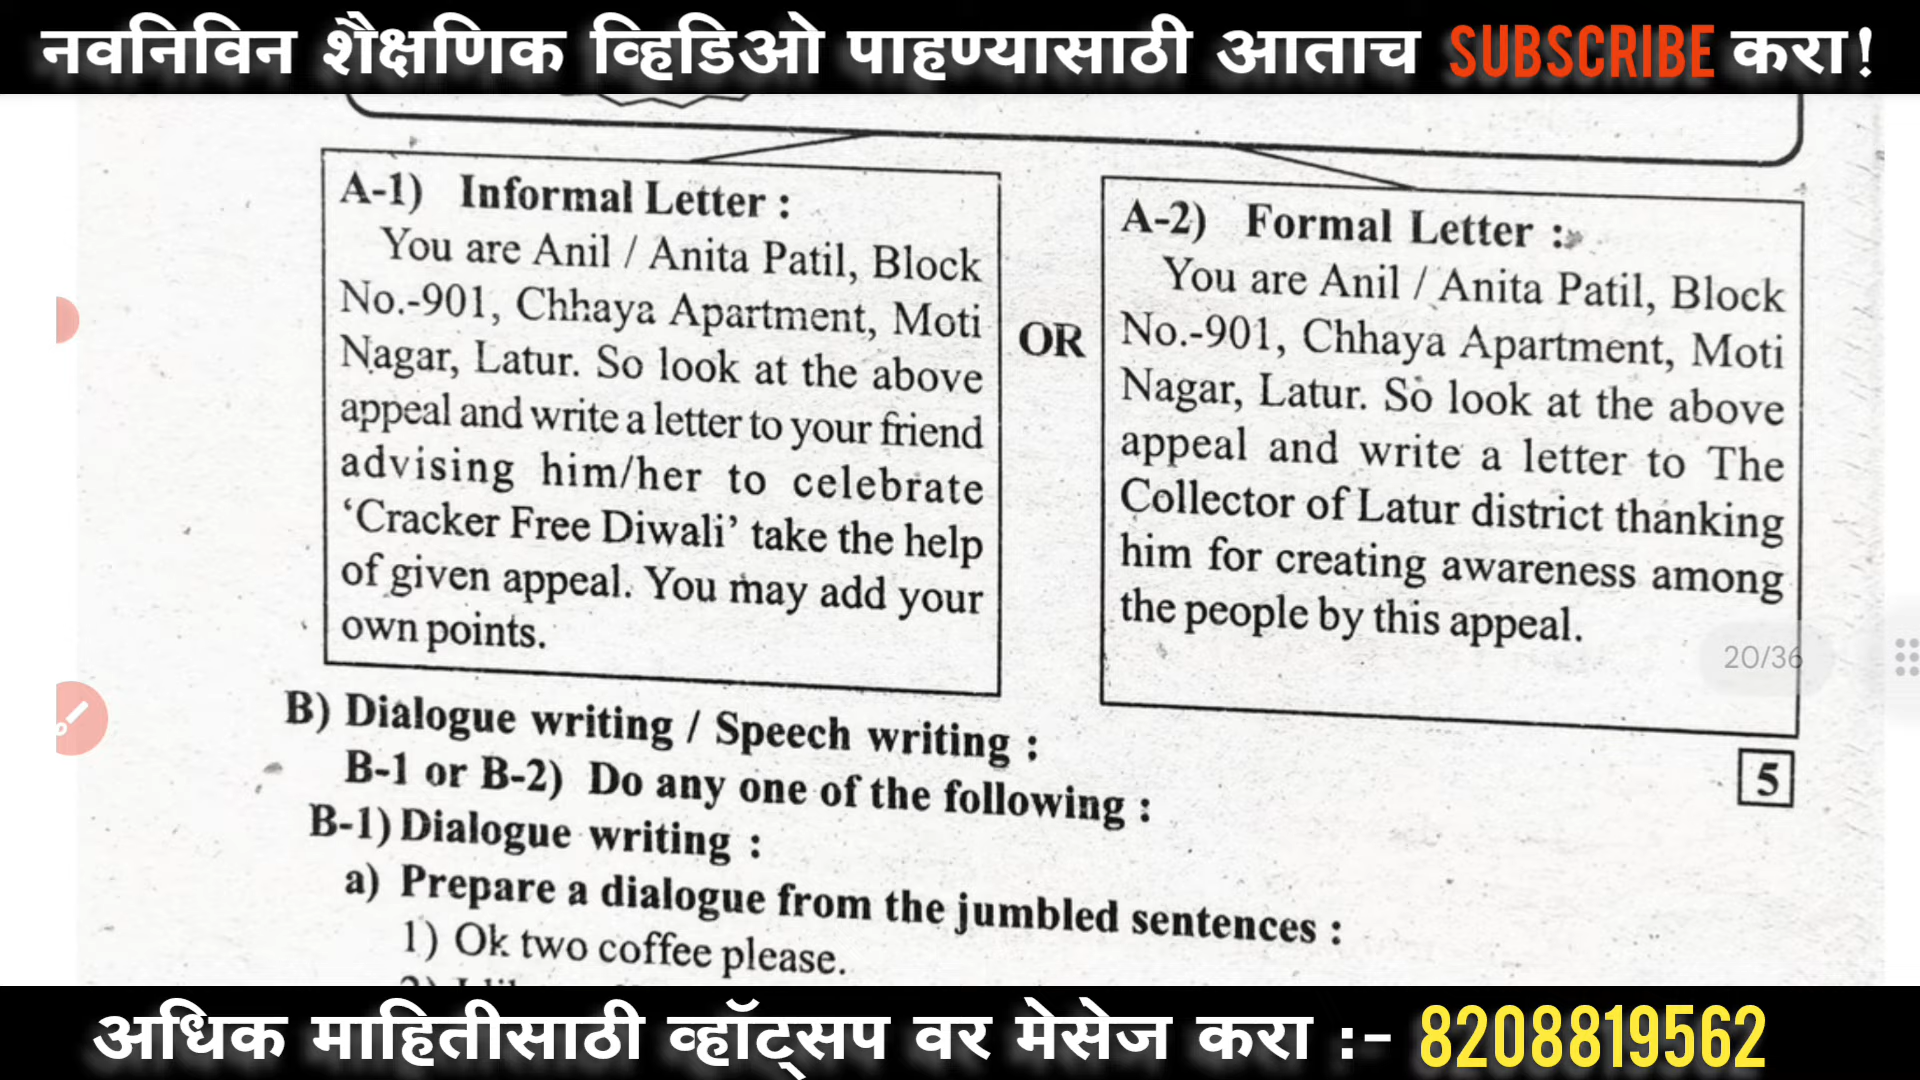 नवनिविन शैक्षणिक व्हिडिओ पाहण्यासाठी आताच SUBSCRIBE करा!
A-1) Informal Letter :
You are Anil / Anita Patil, Block
No.-901, Chhaya Apartment, Moti
Nagar, Latur. So look at the above
appeal and write a letter to your friend
advising him/her to celebrate
‘Cracker Free Diwali’ take the help
of given appeal. You may add your
own points.
OR
A-2) Formal Letter :
You are Anil / Anita Patil, Block
No.-901, Chhaya Apartment, Moti
Nagar, Latur. So look at the above
appeal and write a letter to The
Collector of Latur district thanking
him for creating awareness among
the people by this appeal.
20/36
B) Dialogue writing / Speech writing :
5
B-1 or B-2) Do any one of the following :
B-1) Dialogue writing :
a) Prepare a dialogue from the jumbled sentences :
1) Ok two coffee please.
अधिक माहितीसाठी व्हॉट्सप वर मेसेज करा :- 8208819562